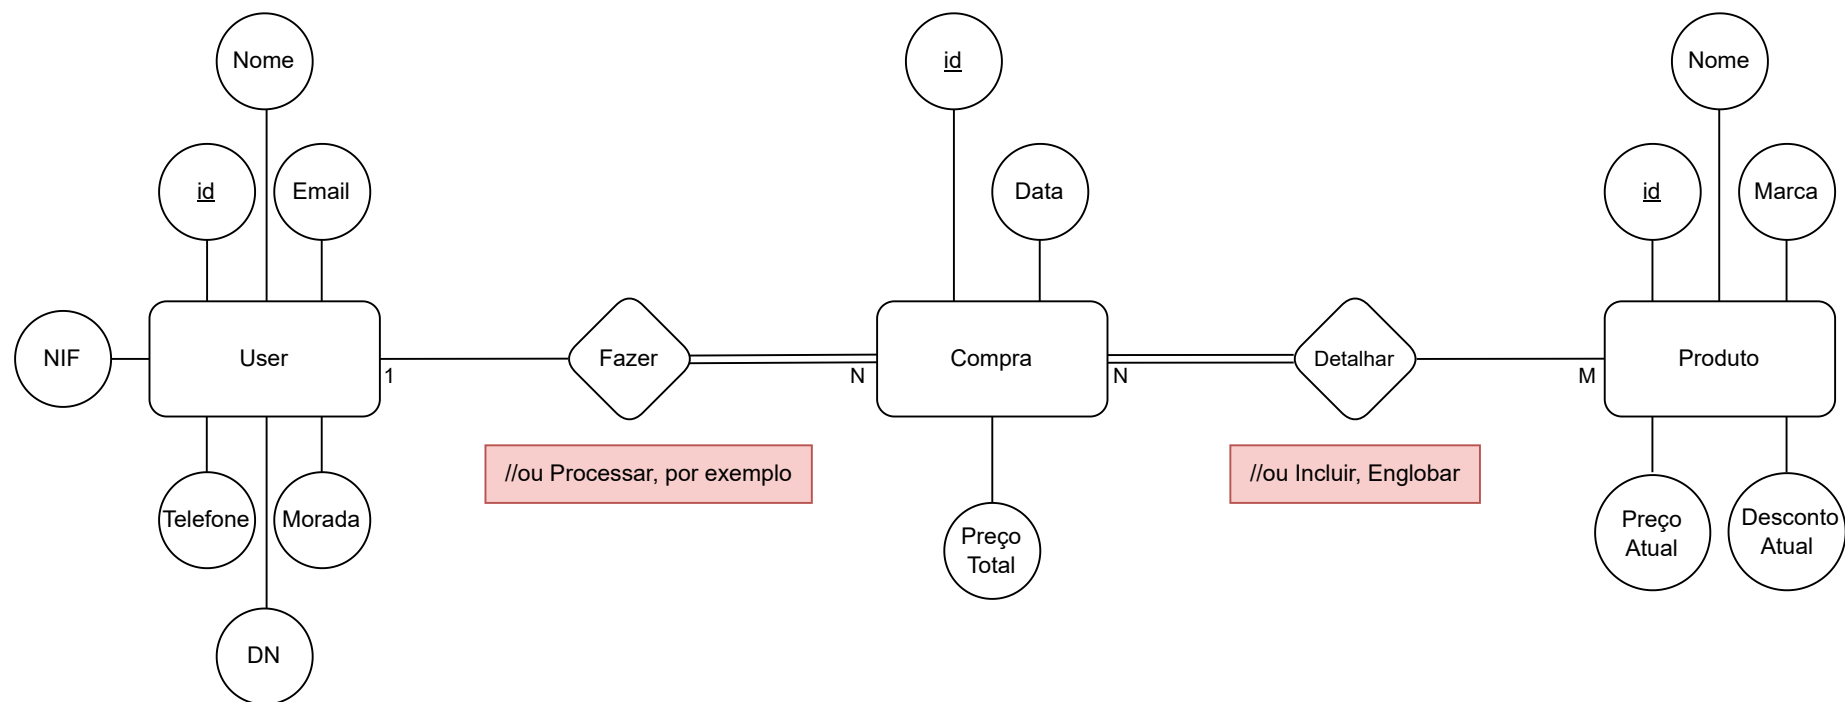 Nome
id
Nome
id
Email
Data
id
Marca
NIF
User
1
Fazer
N
Compra
N
Detalhar
M
Produto
//ou Processar, por exemplo
//ou Incluir, Englobar
Telefone
Morada
Preço
Total
Preço
Atual
Desconto
Atual
DN